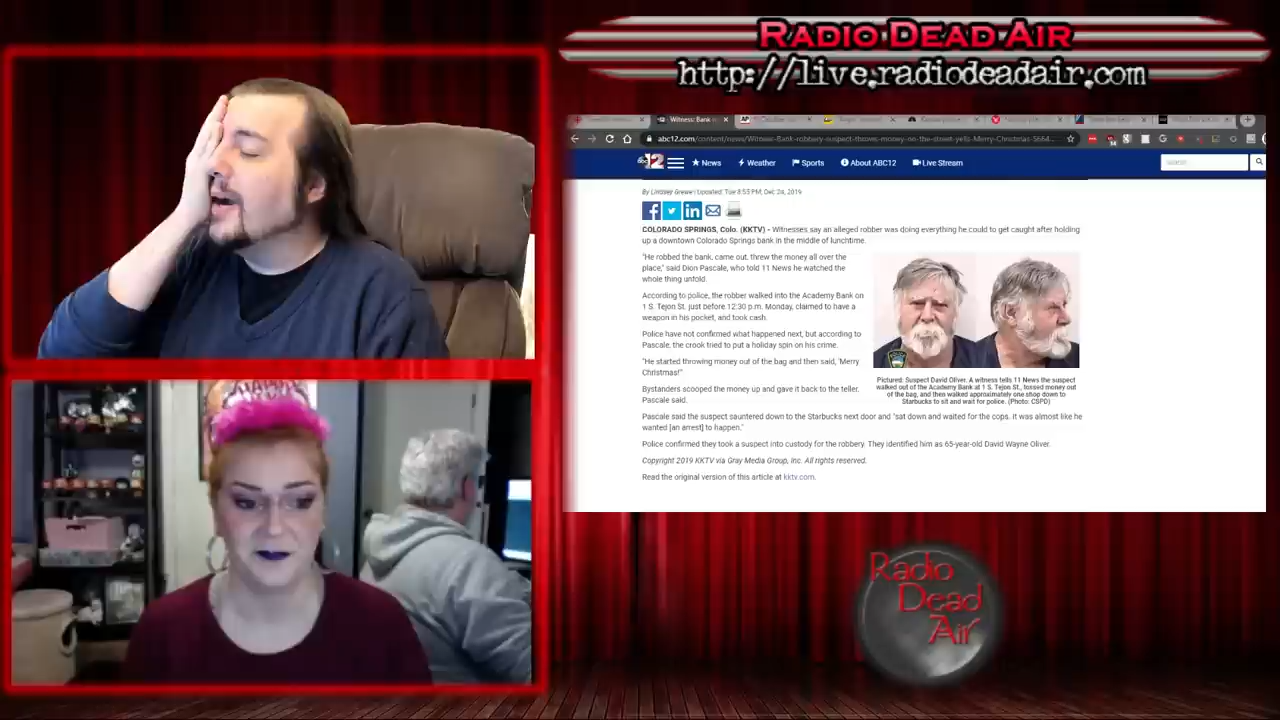 RADIO DEAD AIR
http://live.radiodeadair.com
Witness: Bank
abc12.com/content/news/Witness-Bank-robbery-suspect-throws-money-on-the-street-yells-Merry-Christmas-5664...
abc 12
News
Weather
Sports
About ABC12
Live Stream
search
By Lindsey Grewe | Updated: Tue 8:55 PM, Dec 24, 2019
COLORADO SPRINGS, Colo. (KKTV) - Witnesses say an alleged robber was doing everything he could to get caught after holding
up a downtown Colorado Springs bank in the middle of lunchtime.
"He robbed the bank, came out, threw the money all over the
place," said Dion Pascale, who told 11 News he watched the
whole thing unfold.
According to police, the robber walked into the Academy Bank on
1 S. Tejon St. just before 12:30 p.m. Monday, claimed to have a
weapon in his pocket, and took cash.
Police have not confirmed what happened next, but according to
Pascale, the crook tried to put a holiday spin on his crime.
"He started throwing money out of the bag and then said, 'Merry
Christmas!'"
Bystanders scooped the money up and gave it back to the teller,
Pascale said.
Pictured: Suspect David Oliver. A witness tells 11 News the suspect
walked out of the Academy Bank at 1 S. Tejon St., tossed money out
of the bag, and then walked approximately one shop down to
Starbucks to sit and wait for police. (Photo: CSPD)
Pascale said the suspect sauntered down to the Starbucks next door and "sat down and waited for the cops. It was almost like he
wanted [an arrest] to happen."
Police confirmed they took a suspect into custody for the robbery. They identified him as 65-year-old David Wayne Oliver.
Copyright 2019 KKTV via Gray Media Group, Inc. All rights reserved.
Read the original version of this article at kktv.com.
Radio
Dead
Air